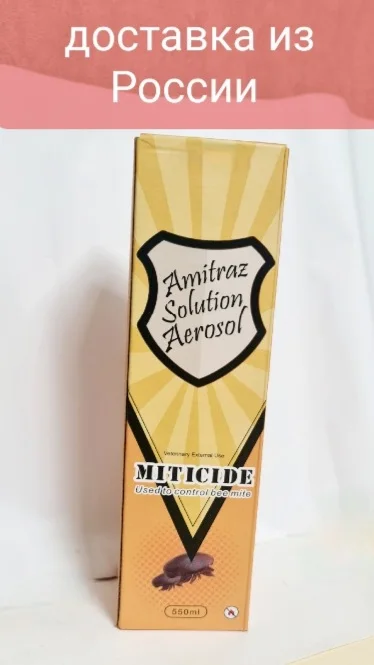 доставка из
России
Amitraz
Solution
Aerosol
Veterinary External Use
MITICIDE
Used to control bee mite
550ml